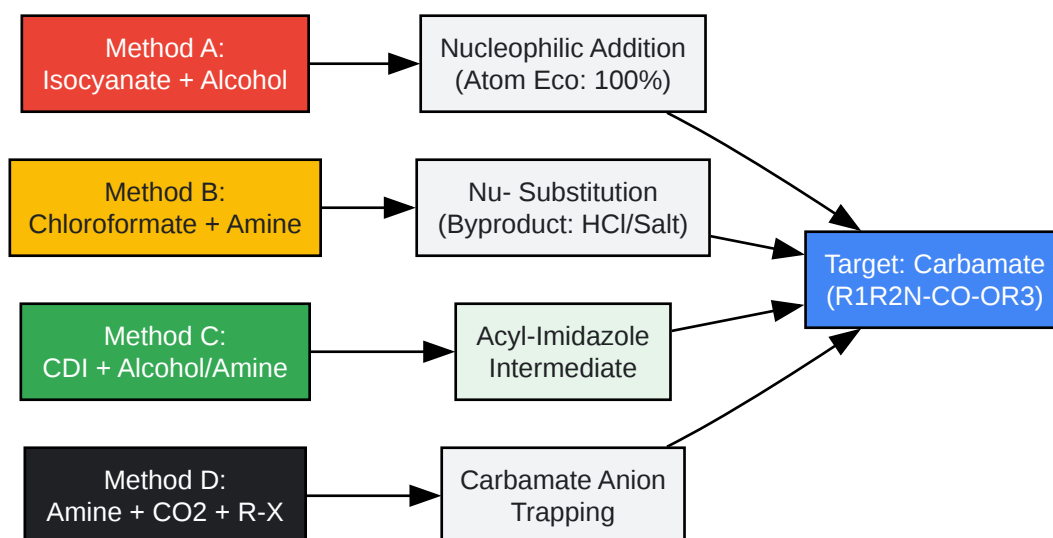 Method A:
Isocyanate + Alcohol
Nucleophilic Addition
(Atom Eco: 100%)
Method B:
Chloroformate + Amine
Nu- Substitution
(Byproduct: HCl/Salt)
Target: Carbamate
(R1R2N-CO-OR3)
Method C:
CDI + Alcohol/Amine
Acyl-Imidazole
Intermediate
Method D:
Amine + CO2 + R-X
Carbamate Anion
Trapping